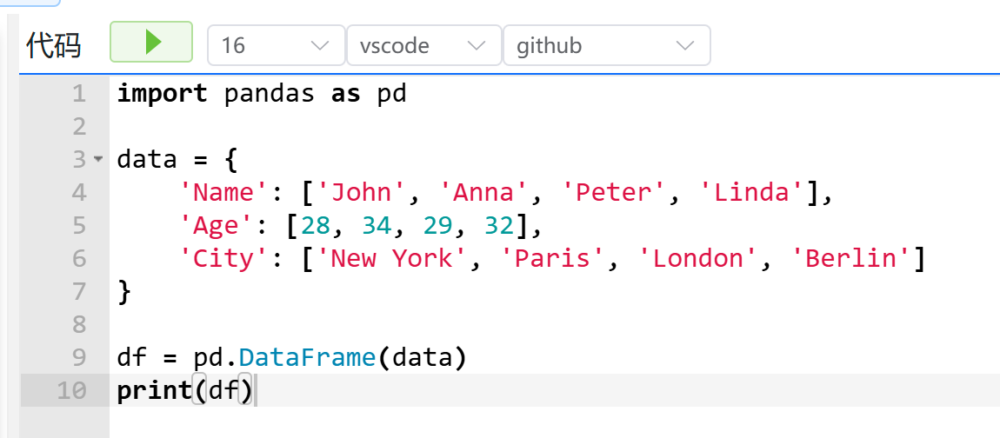 代码 16 vscode github
1 import pandas as pd
2
3 data = {
4     'Name': ['John', 'Anna', 'Peter', 'Linda'],
5     'Age': [28, 34, 29, 32],
6     'City': ['New York', 'Paris', 'London', 'Berlin']
7 }
8
9 df = pd.DataFrame(data)
10 print(df)